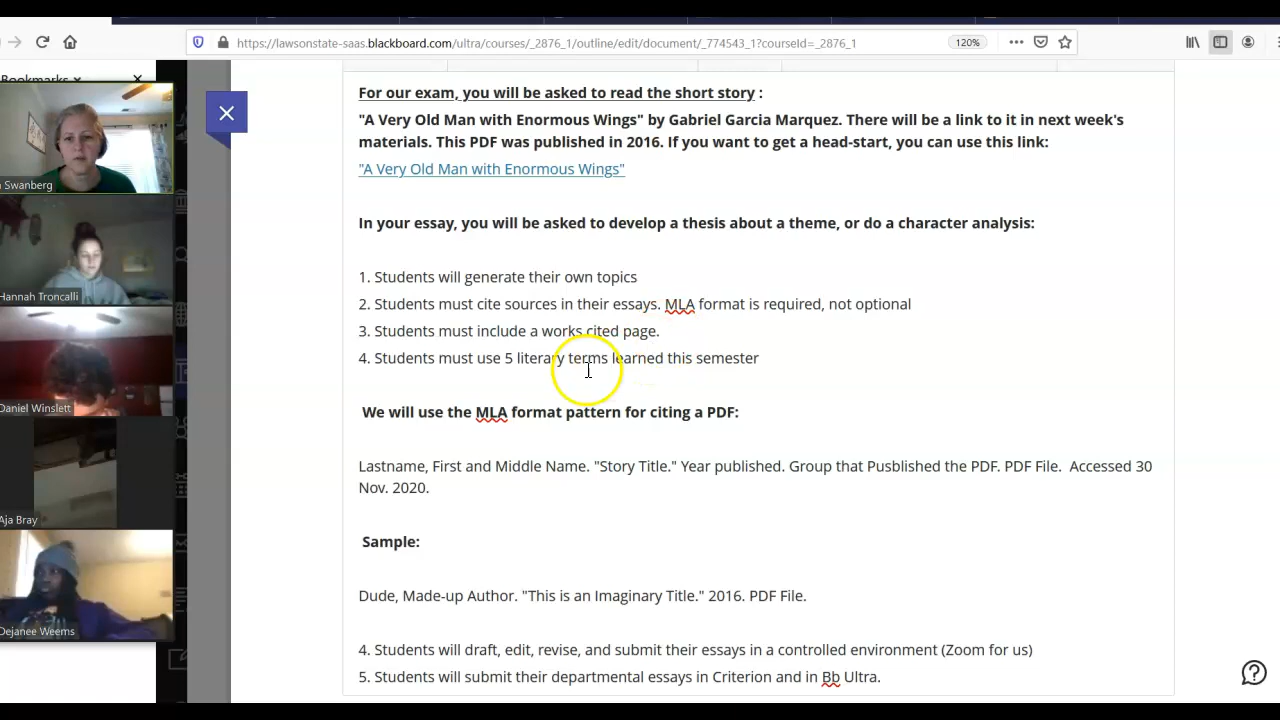 https://lawsonstate-saas.blackboard.com/ultra/courses/_2876_1/outline/edit/document/_774543_1?courseId=_2876_1
120%
Bookmarks
Swanberg
Hannah Troncalli
Daniel Winslett
Aja Bray
Dejanee Weems
For our exam, you will be asked to read the short story :
"A Very Old Man with Enormous Wings" by Gabriel Garcia Marquez. There will be a link to it in next week's
materials. This PDF was published in 2016. If you want to get a head-start, you can use this link:
"A Very Old Man with Enormous Wings"
In your essay, you will be asked to develop a thesis about a theme, or do a character analysis:
1. Students will generate their own topics
2. Students must cite sources in their essays. MLA format is required, not optional
3. Students must include a works cited page.
4. Students must use 5 literary terms learned this semester
We will use the MLA format pattern for citing a PDF:
Lastname, First and Middle Name. "Story Title." Year published. Group that Pusblished the PDF. PDF File. Accessed 30
Nov. 2020.
Sample:
Dude, Made-up Author. "This is an Imaginary Title." 2016. PDF File.
4. Students will draft, edit, revise, and submit their essays in a controlled environment (Zoom for us)
5. Students will submit their departmental essays in Criterion and in Bb Ultra.